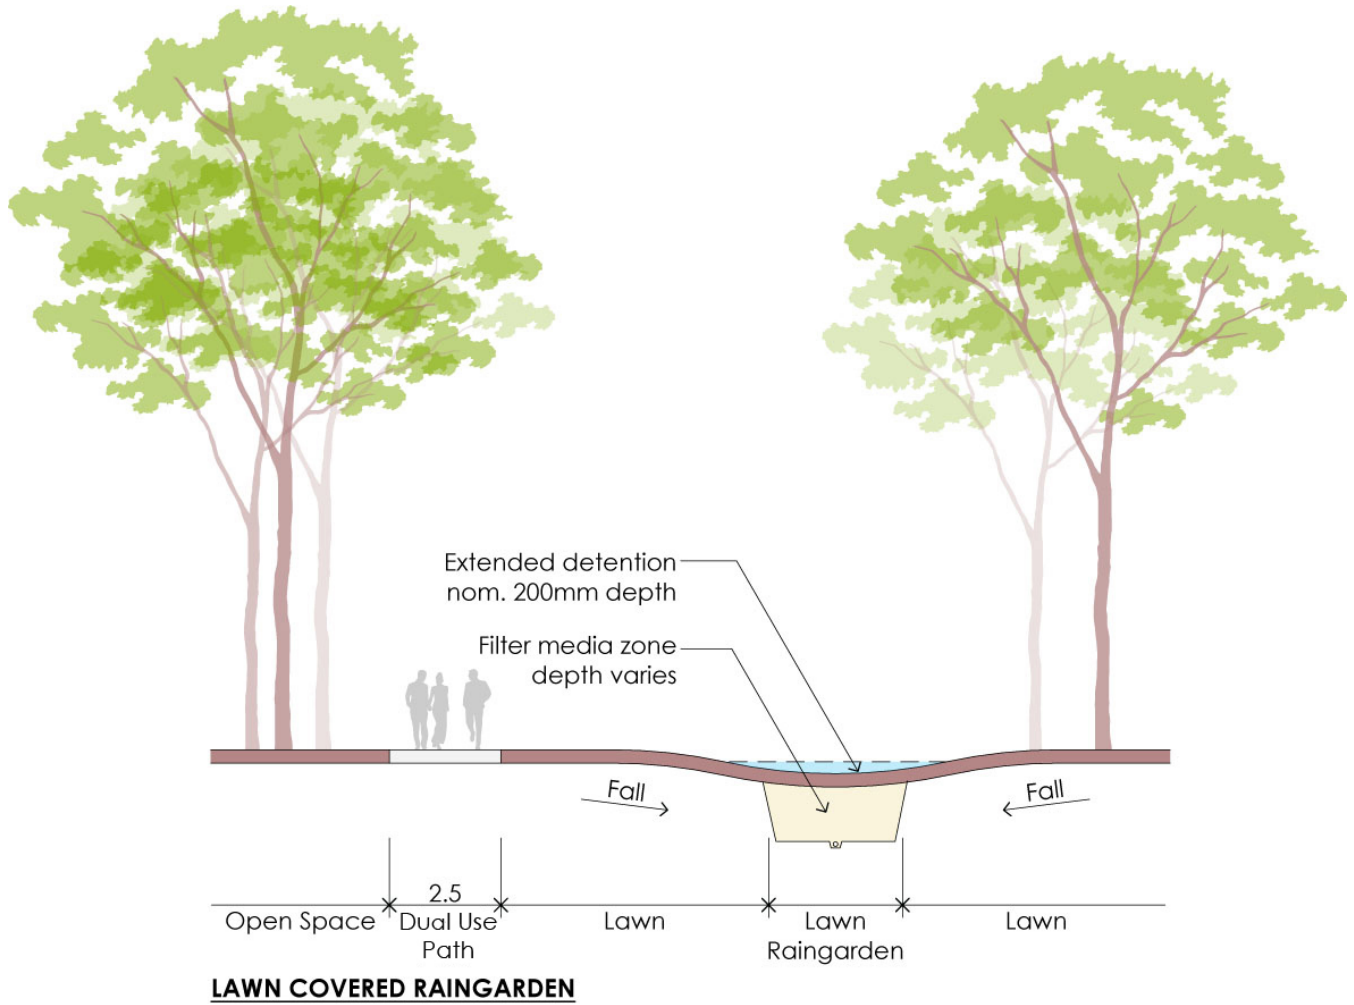 Extended detention
nom. 200mm depth
Filter media zone
depth varies
Fall
Fall
2.5
Open Space
Dual Use
Path
Lawn
Lawn
Raingarden
Lawn
LAWN COVERED RAINGARDEN